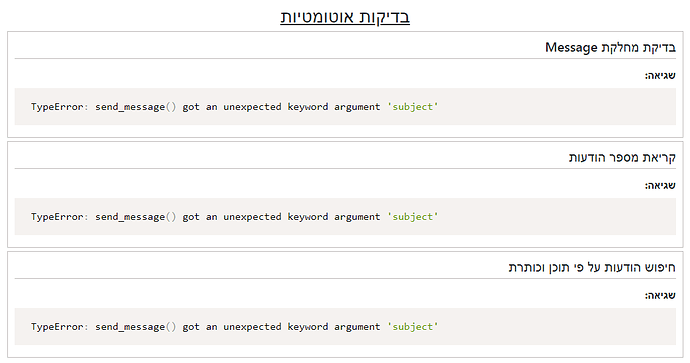 בדיקות אוטומטיות
בדיקת מחלקת Message
שגיאה:
TypeError: send_message() got an unexpected keyword argument 'subject'
קריאת מספר הודעות
שגיאה:
TypeError: send_message() got an unexpected keyword argument 'subject'
חיפוש הודעות על פי תוכן וכותרת
שגיאה:
TypeError: send_message() got an unexpected keyword argument 'subject'